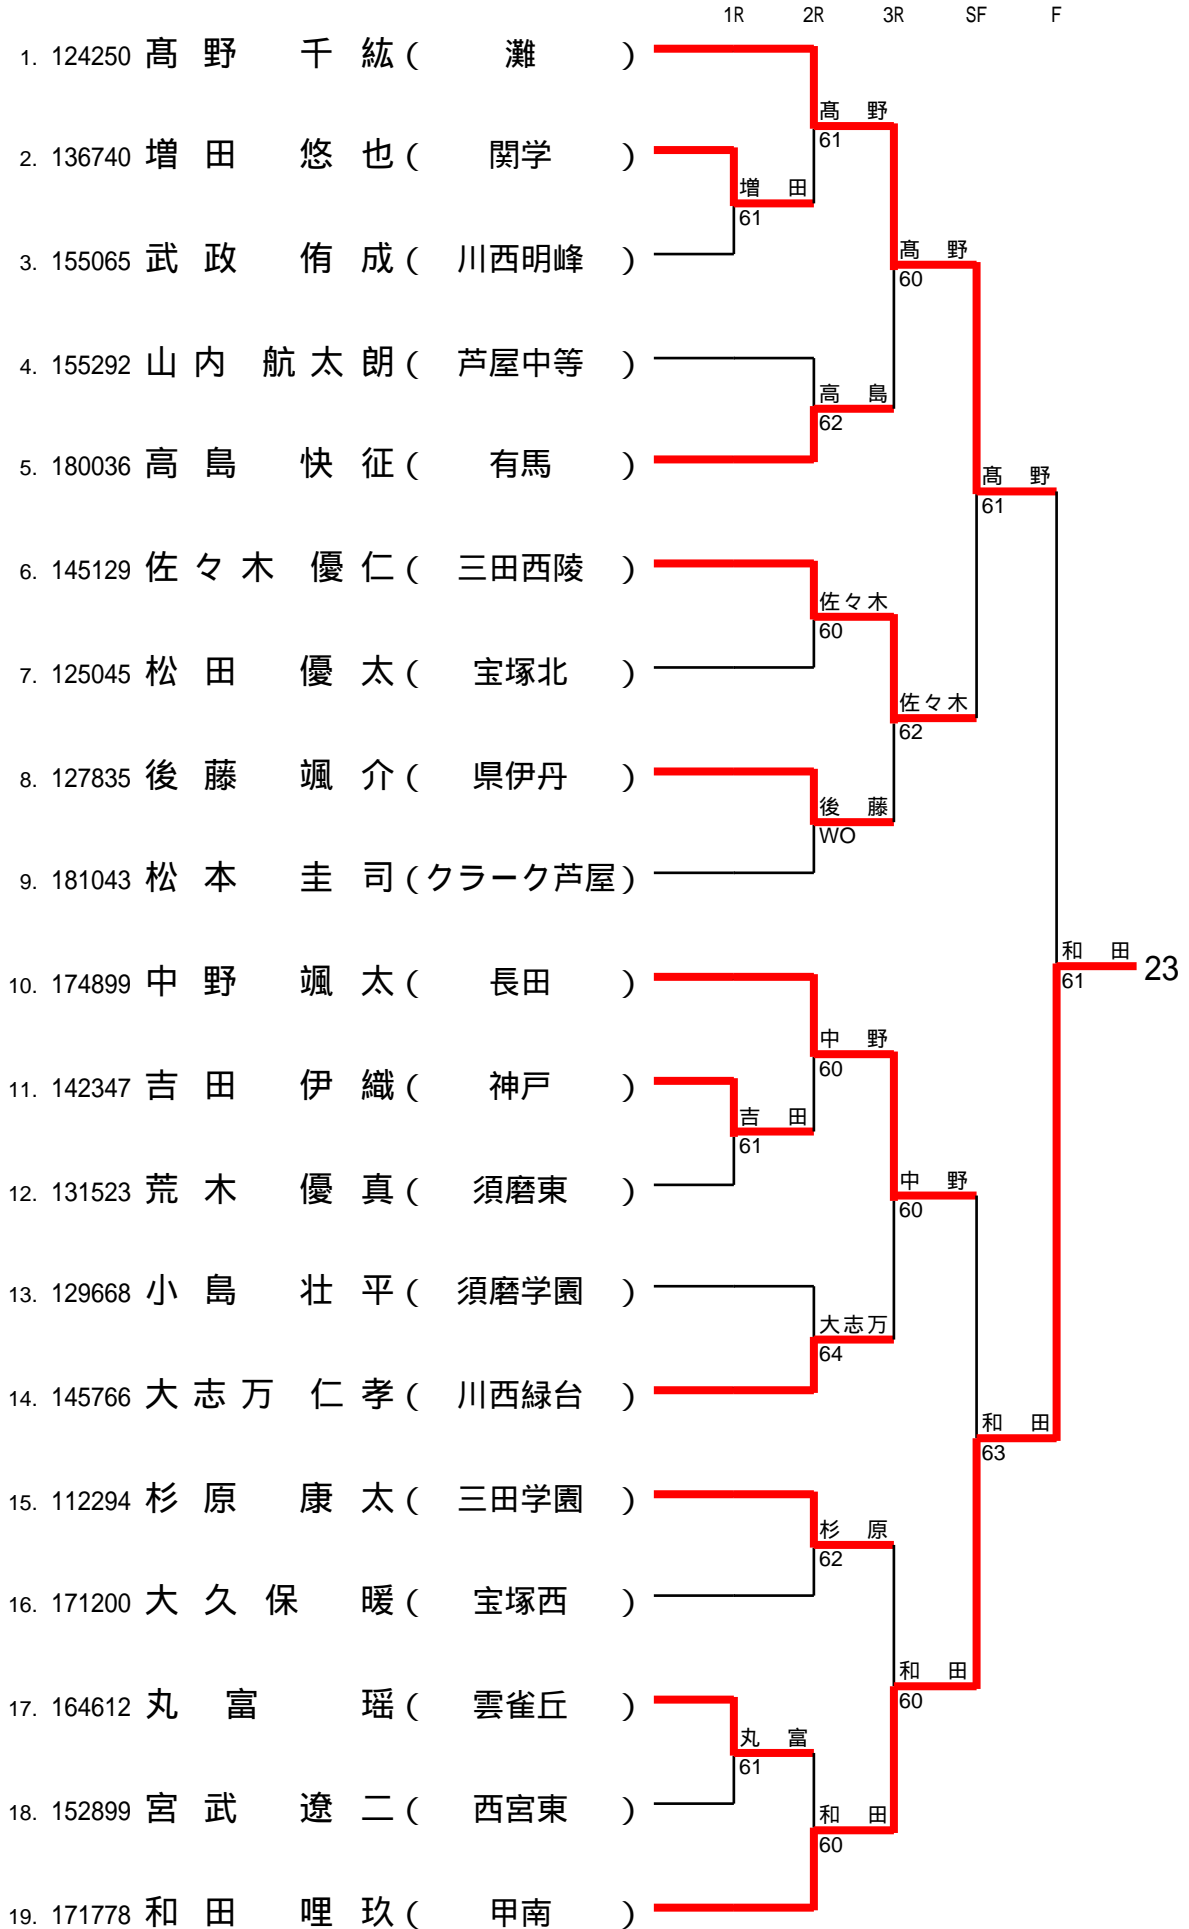 1R 2R 3R SF F
1. 124250 髙野 千紘 ( 灘 )
髙野
61
2. 136740 増田 悠也 ( 関学 )
増田
61
3. 155065 武政 侑成 ( 川西明峰 )
髙野
60
4. 155292 山内 航太朗 ( 芦屋中等 )
高島
62
5. 180036 高島 快征 ( 有馬 )
髙野
61
6. 145129 佐々木 優仁 ( 三田西陵 )
佐々木
60
7. 125045 松田 優太 ( 宝塚北 )
佐々木
62
8. 127835 後藤 颯介 ( 県伊丹 )
後藤
WO
9. 181043 松本 圭司 ( クラーク芦屋 )
和田
61
23
10. 174899 中野 颯太 ( 長田 )
中野
60
11. 142347 吉田 伊織 ( 神戸 )
吉田
61
12. 131523 荒木 優真 ( 須磨東 )
中野
60
13. 129668 小島 壮平 ( 須磨学園 )
大志万
64
14. 145766 大志万 仁孝 ( 川西緑台 )
和田
63
15. 112294 杉原 康太 ( 三田学園 )
杉原
62
16. 171200 大久保 暖 ( 宝塚西 )
和田
60
17. 164612 丸富 瑶 ( 雲雀丘 )
丸富
61
18. 152899 宮武 遼二 ( 西宮東 )
和田
60
19. 171778 和田 哩玖 ( 甲南 )